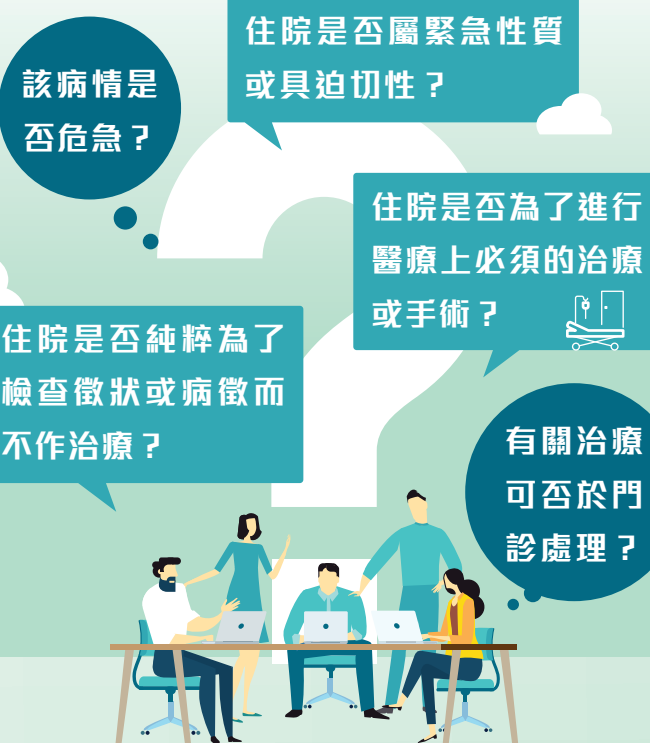 住院是否屬緊急性質
或具迫切性？
該病情是
否危急？
住院是否為了進行
醫療上必須的治療
或手術？
住院是否純粹為了
檢查徵狀或病徵而
不作治療？
有關治療
可否於門
診處理？